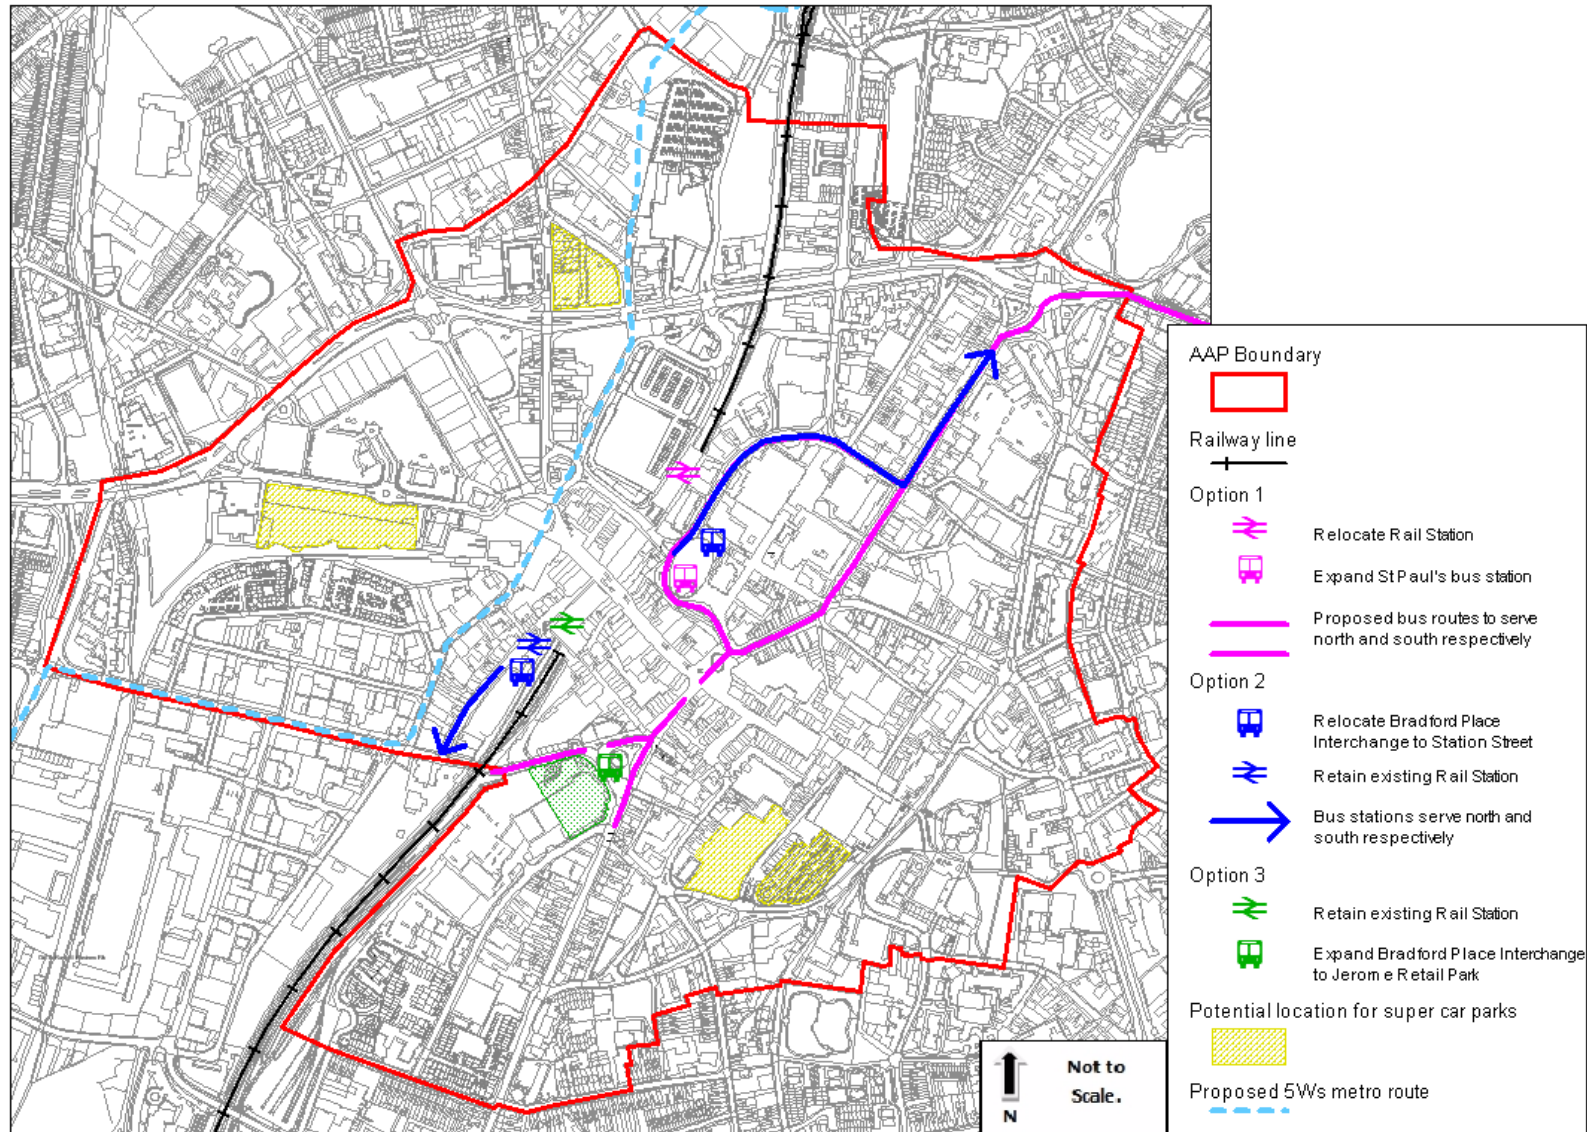 AAP Boundary
Railway line
Option 1
Relocate Rail Station
Expand St Paul's bus station
Proposed bus routes to serve
north and south respectively
Option 2
Relocate Bradford Place
Interchange to Station Street
Retain existing Rail Station
Bus stations serve north and
south respectively
Option 3
Retain existing Rail Station
Expand Bradford Place Interchange
to Jerome Retail Park
Potential location for super car parks
Proposed 5Ws metro route
Not to
Scale.
N